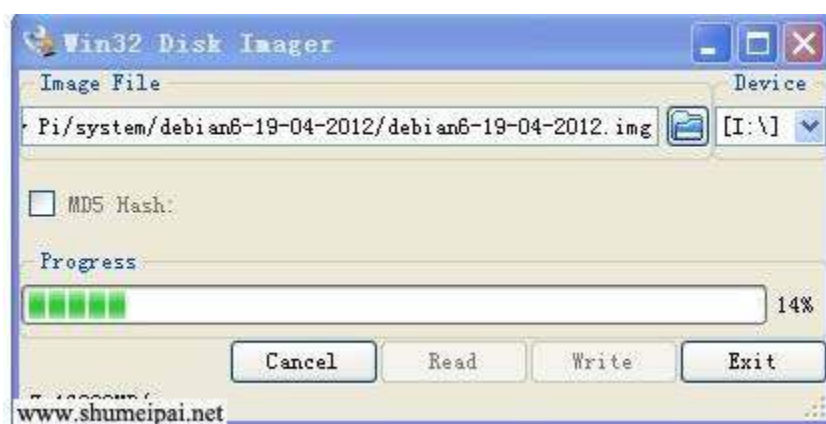 Win32 Disk Imager
Image File
Device
Pi/system/debian6-19-04-2012/debian6-19-04-2012.img
[I:\]
MD5 Hash:
Progress
14%
Cancel
Read
Write
Exit
www.shumeipai.net